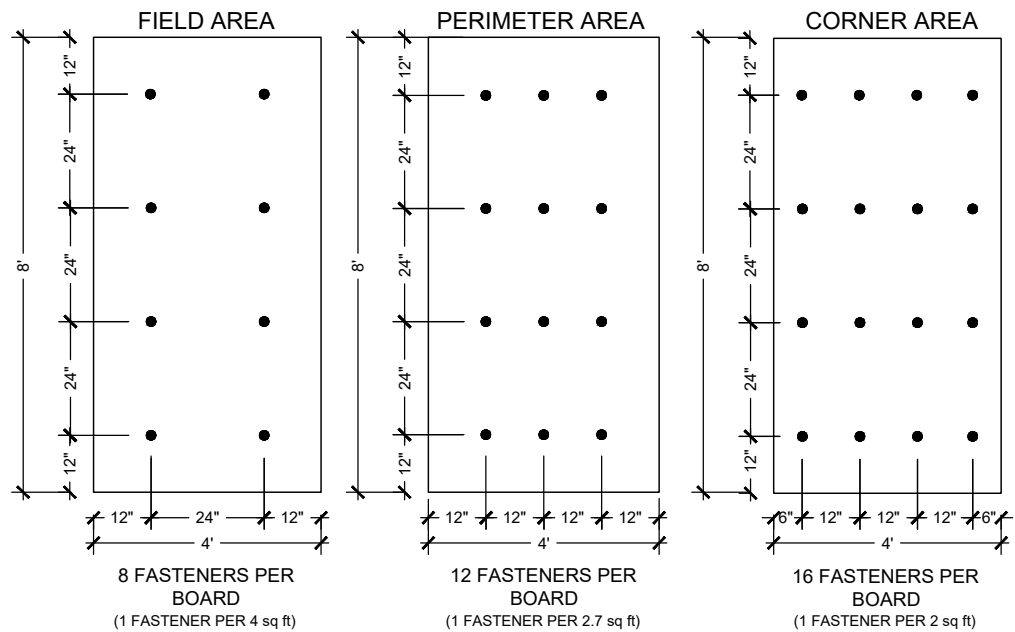 FIELD AREA
12"
24"
24"
24"
12"
8'
12" 24" 12"
4'
8 FASTENERS PER
BOARD
(1 FASTENER PER 4 sq ft)
PERIMETER AREA
12"
24"
24"
24"
12"
8'
12" 12" 12" 12"
4'
12 FASTENERS PER
BOARD
(1 FASTENER PER 2.7 sq ft)
CORNER AREA
12"
24"
24"
24"
12"
8'
6" 12" 12" 12" 6"
4'
16 FASTENERS PER
BOARD
(1 FASTENER PER 2 sq ft)